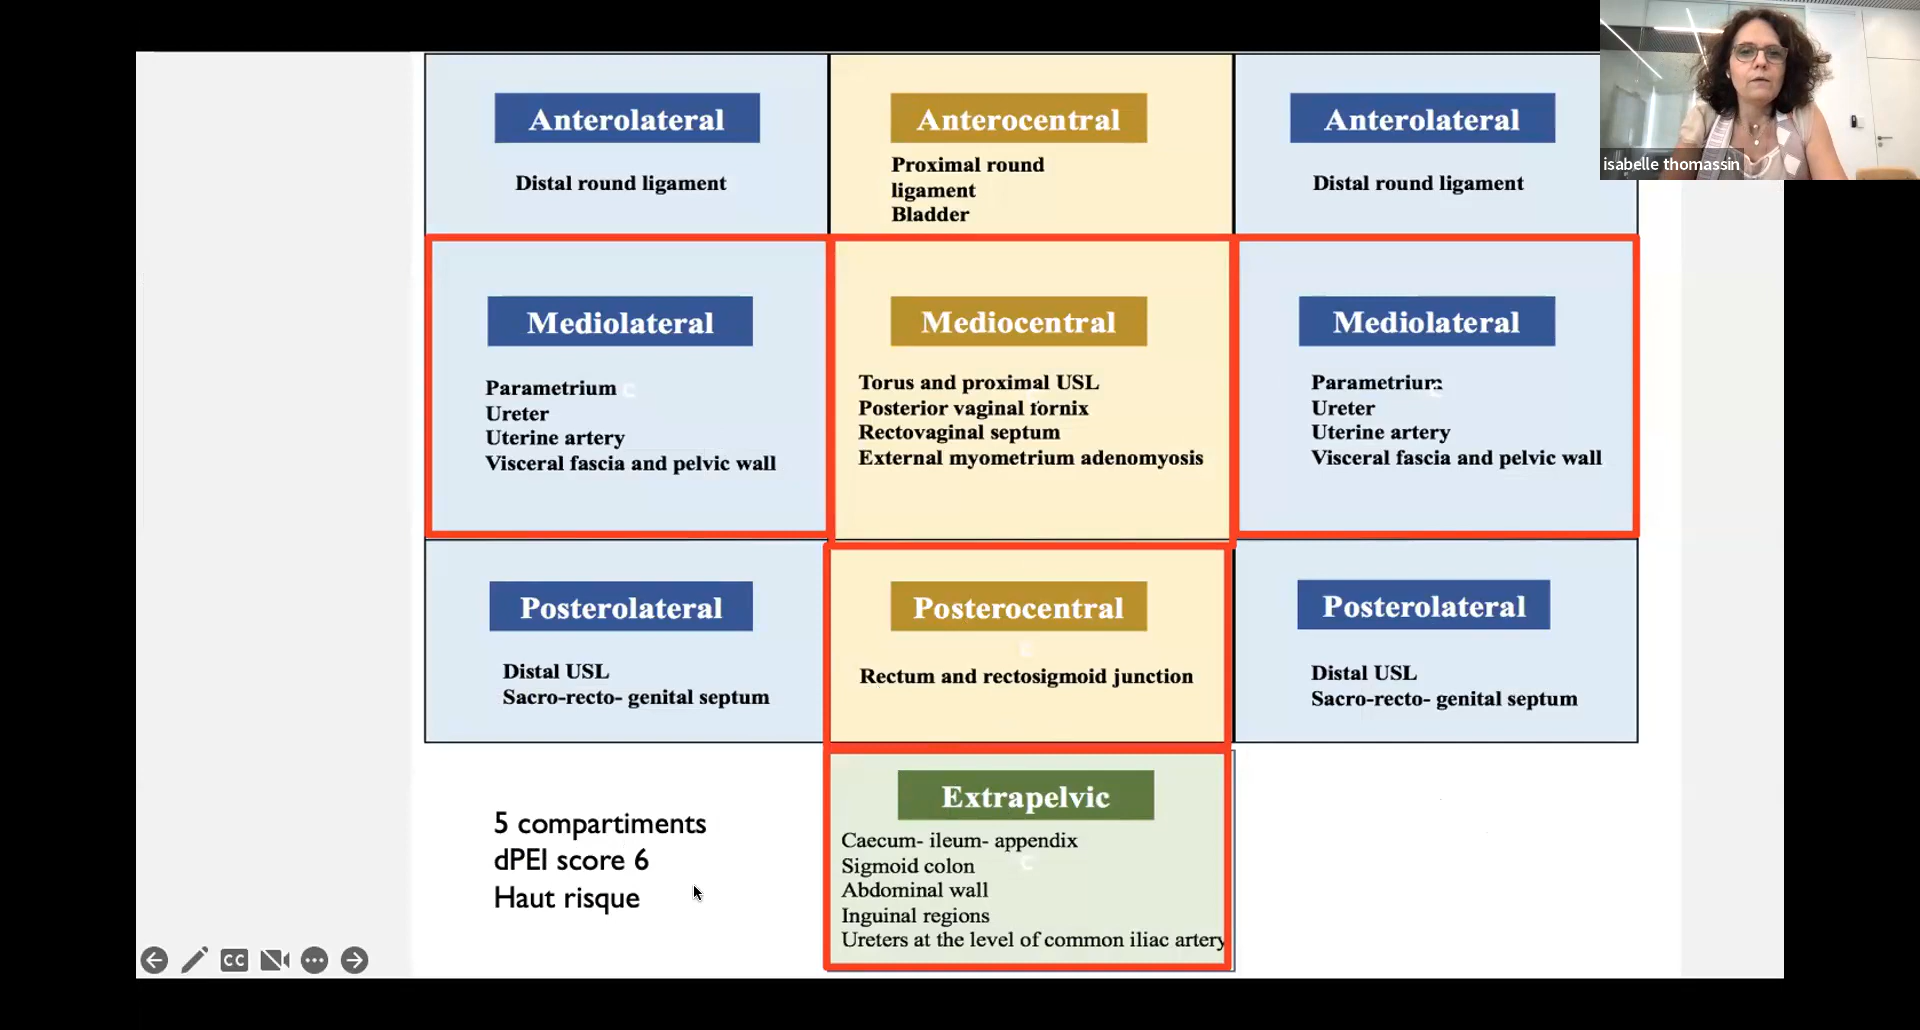 Anterolateral
Distal round ligament
Anterocentral
Proximal round
ligament
Bladder
Anterolateral
Distal round ligament
isabelle thomassin
Mediolateral
Parametrium
Ureter
Uterine artery
Visceral fascia and pelvic wall
Mediocentral
Torus and proximal USL
Posterior vaginal fornix
Rectovaginal septum
External myometrium adenomyosis
Mediolateral
Parametrium
Ureter
Uterine artery
Visceral fascia and pelvic wall
Posterolateral
Distal USL
Sacro-recto- genital septum
Posterocentral
Rectum and rectosigmoid junction
Posterolateral
Distal USL
Sacro-recto- genital septum
5 compartiments
dPEI score 6
Haut risque
Extrapelvic
Caecum- ileum- appendix
Sigmoid colon
Abdominal wall
Inguinal regions
Ureters at the level of common iliac artery
CC